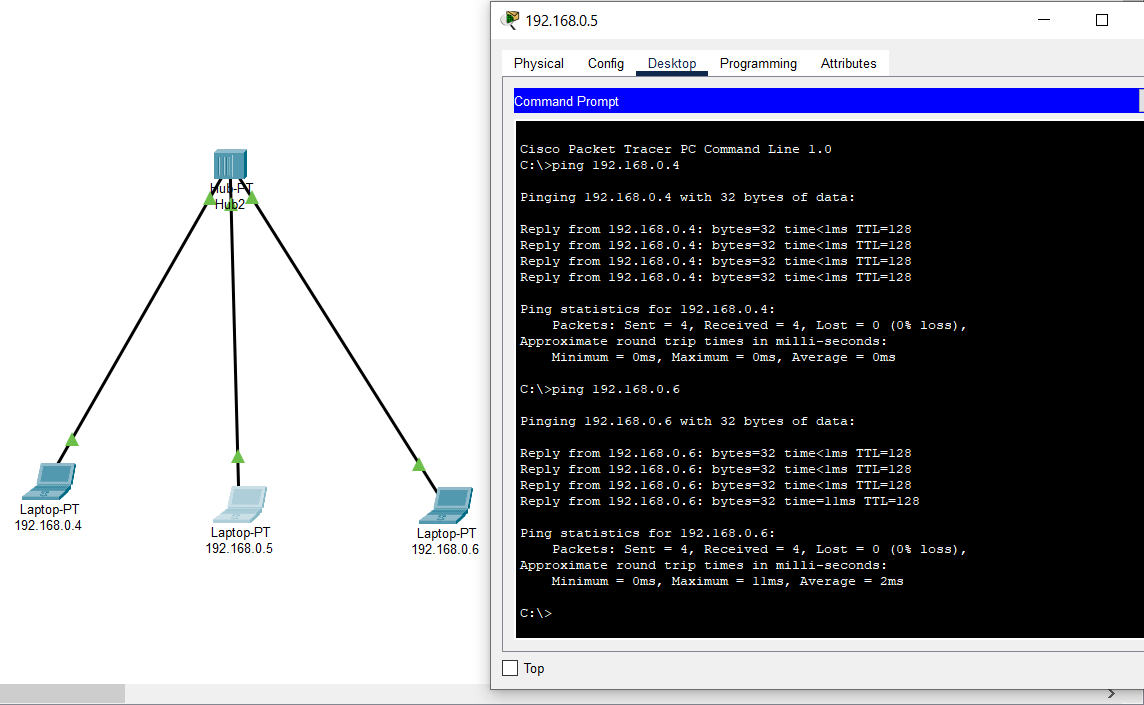 192.168.0.5
Physical Config Desktop Programming Attributes
Command Prompt
Cisco Packet Tracer PC Command Line 1.0
C:\>ping 192.168.0.4
Pinging 192.168.0.4 with 32 bytes of data:
Reply from 192.168.0.4: bytes=32 time<1ms TTL=128
Reply from 192.168.0.4: bytes=32 time<1ms TTL=128
Reply from 192.168.0.4: bytes=32 time<1ms TTL=128
Reply from 192.168.0.4: bytes=32 time<1ms TTL=128
Ping statistics for 192.168.0.4:
Packets: Sent = 4, Received = 4, Lost = 0 (0% loss),
Approximate round trip times in milli-seconds:
Minimum = 0ms, Maximum = 0ms, Average = 0ms
C:\>ping 192.168.0.6
Pinging 192.168.0.6 with 32 bytes of data:
Reply from 192.168.0.6: bytes=32 time<1ms TTL=128
Reply from 192.168.0.6: bytes=32 time<1ms TTL=128
Reply from 192.168.0.6: bytes=32 time<1ms TTL=128
Reply from 192.168.0.6: bytes=32 time=11ms TTL=128
Ping statistics for 192.168.0.6:
Packets: Sent = 4, Received = 4, Lost = 0 (0% loss),
Approximate round trip times in milli-seconds:
Minimum = 0ms, Maximum = 11ms, Average = 2ms
C:\>
Top
Hub-PT
Hub2
Laptop-PT
192.168.0.4
Laptop-PT
192.168.0.5
Laptop-PT
192.168.0.6